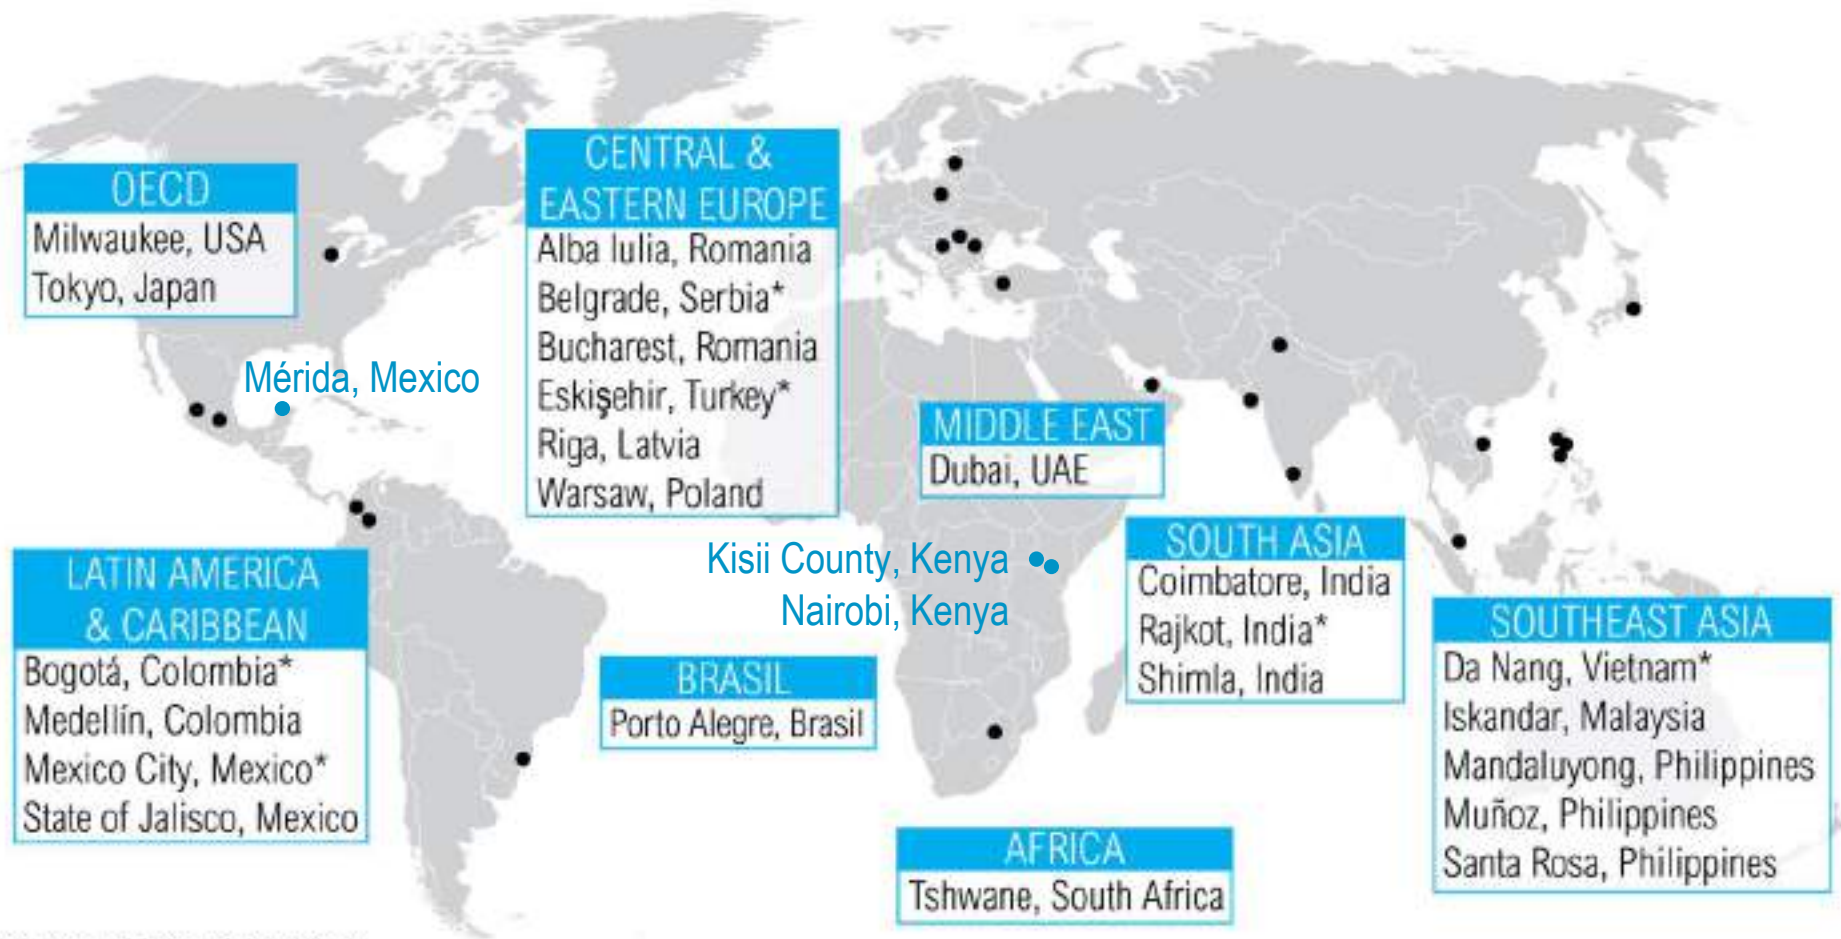 OECD
Milwaukee, USA
Tokyo, Japan
Mérida, Mexico
CENTRAL &
EASTERN EUROPE
Alba Iulia, Romania
Belgrade, Serbia*
Bucharest, Romania
Eskişehir, Turkey*
Riga, Latvia
Warsaw, Poland
MIDDLE EAST
Dubai, UAE
Kisii County, Kenya
Nairobi, Kenya
LATIN AMERICA
& CARIBBEAN
Bogotá, Colombia*
Medellín, Colombia
Mexico City, Mexico*
State of Jalisco, Mexico
BRASIL
Porto Alegre, Brasil
AFRICA
Tshwane, South Africa
SOUTH ASIA
Coimbatore, India
Rajkot, India*
Shimla, India
SOUTHEAST ASIA
Da Nang, Vietnam*
Iskandar, Malaysia
Mandaluyong, Philippines
Muñoz, Philippines
Santa Rosa, Philippines